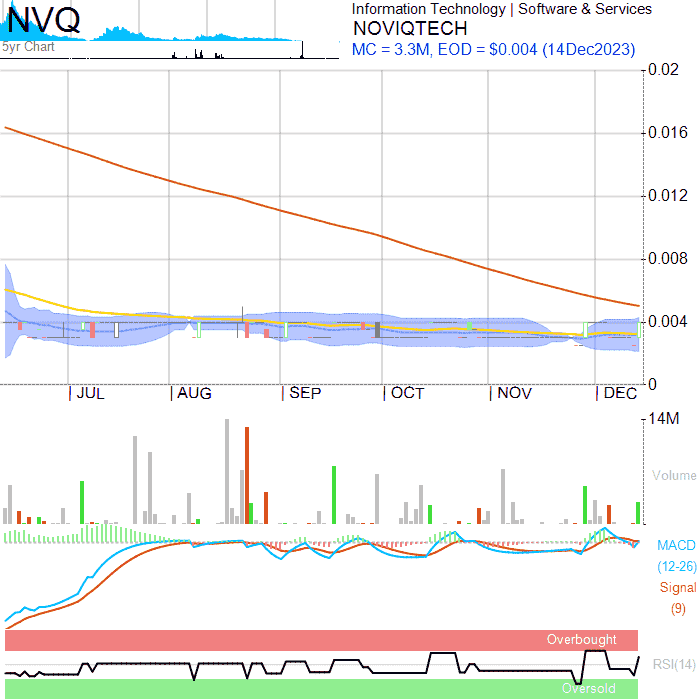 NVQ
5yr Chart
Information Technology | Software & Services
NOVIQTECH
MC = 3.3M, EOD = $0.004 (14Dec2023)
0.02
0.016
0.012
0.008
0.004
0
JUL AUG SEP OCT NOV DEC
14M
Volume
MACD
(12-26)
Signal
(9)
Overbought
RSI(14)
Oversold